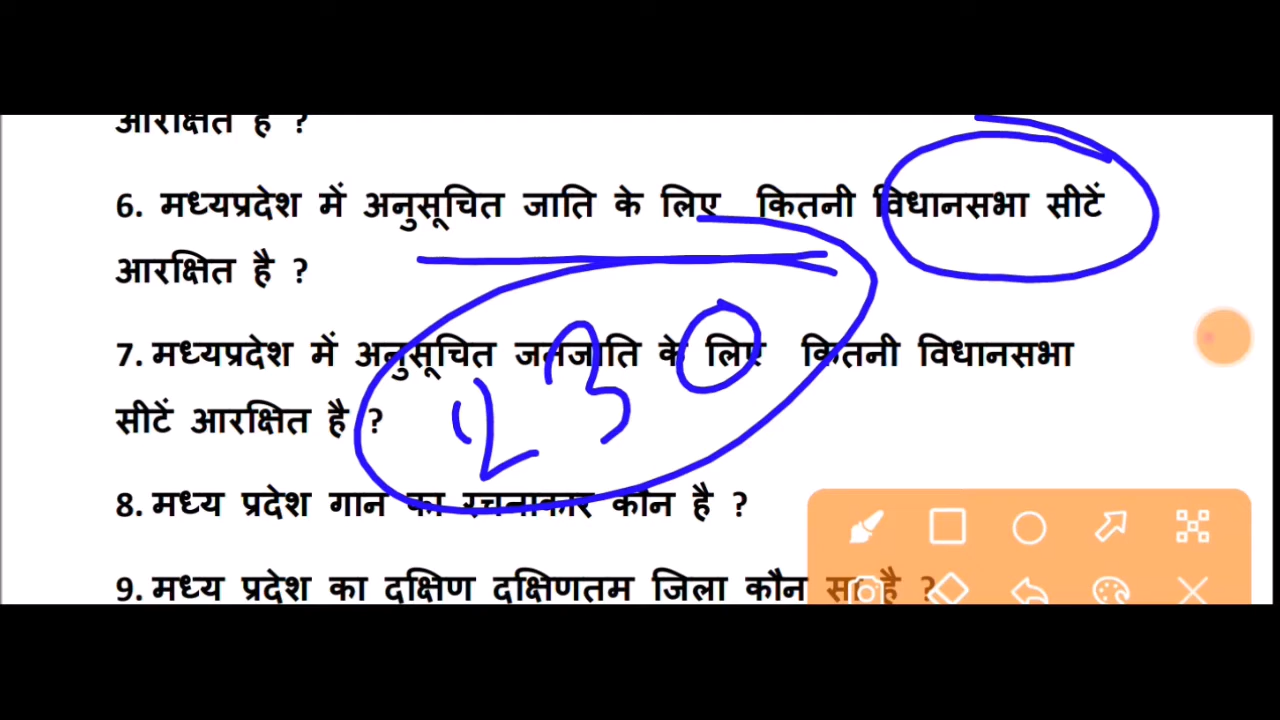 आरक्षित है ?
6. मध्यप्रदेश में अनुसूचित जाति के लिए कितनी विधानसभा सीटें
आरक्षित है ?
7. मध्यप्रदेश में अनुसूचित जनजाति के लिए कितनी विधानसभा
सीटें आरक्षित है ?
230
8. मध्य प्रदेश गान का रचनाकार कौन है ?
9. मध्य प्रदेश का दक्षिण दक्षिणतम जिला कौन सा है ?